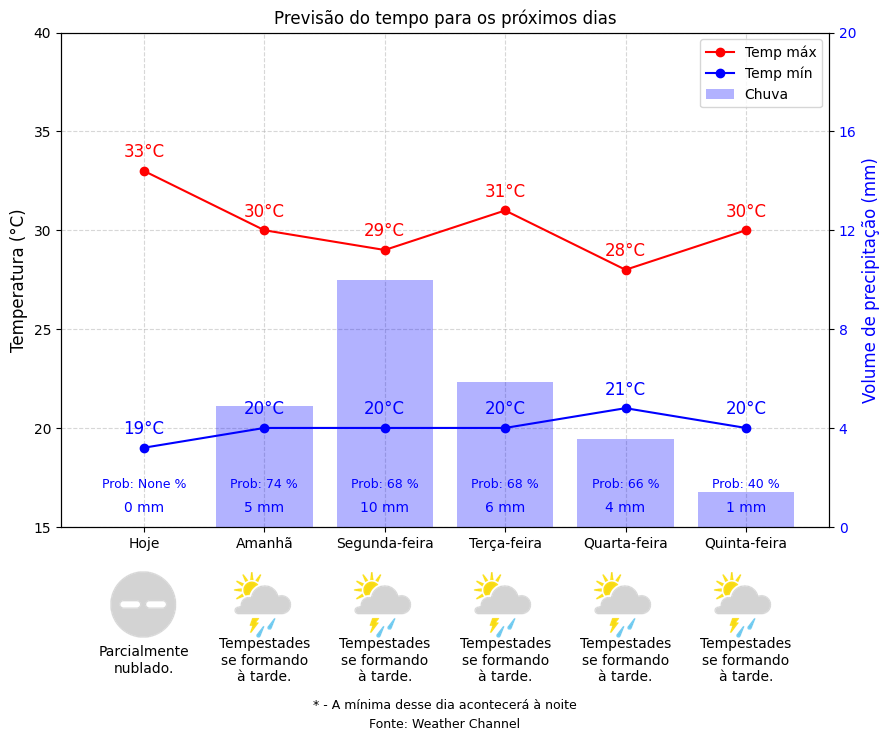 Previsão do tempo para os próximos dias
Temp máx
Temp mín
Chuva
Temperatura (°C)
40
35
30
25
20
15
Volume de precipitação (mm)
20
16
12
8
4
0
33°C
30°C
29°C
31°C
28°C
30°C
19°C
20°C
20°C
20°C
21°C
20°C
Prob: None %
Prob: 74 %
Prob: 68 %
Prob: 68 %
Prob: 66 %
Prob: 40 %
0 mm
5 mm
10 mm
6 mm
4 mm
1 mm
Hoje
Amanhã
Segunda-feira
Terça-feira
Quarta-feira
Quinta-feira
Parcialmente
nublado.
Tempestades
se formando
à tarde.
Tempestades
se formando
à tarde.
Tempestades
se formando
à tarde.
Tempestades
se formando
à tarde.
Tempestades
se formando
à tarde.
* - A mínima desse dia acontecerá à noite
Fonte: Weather Channel